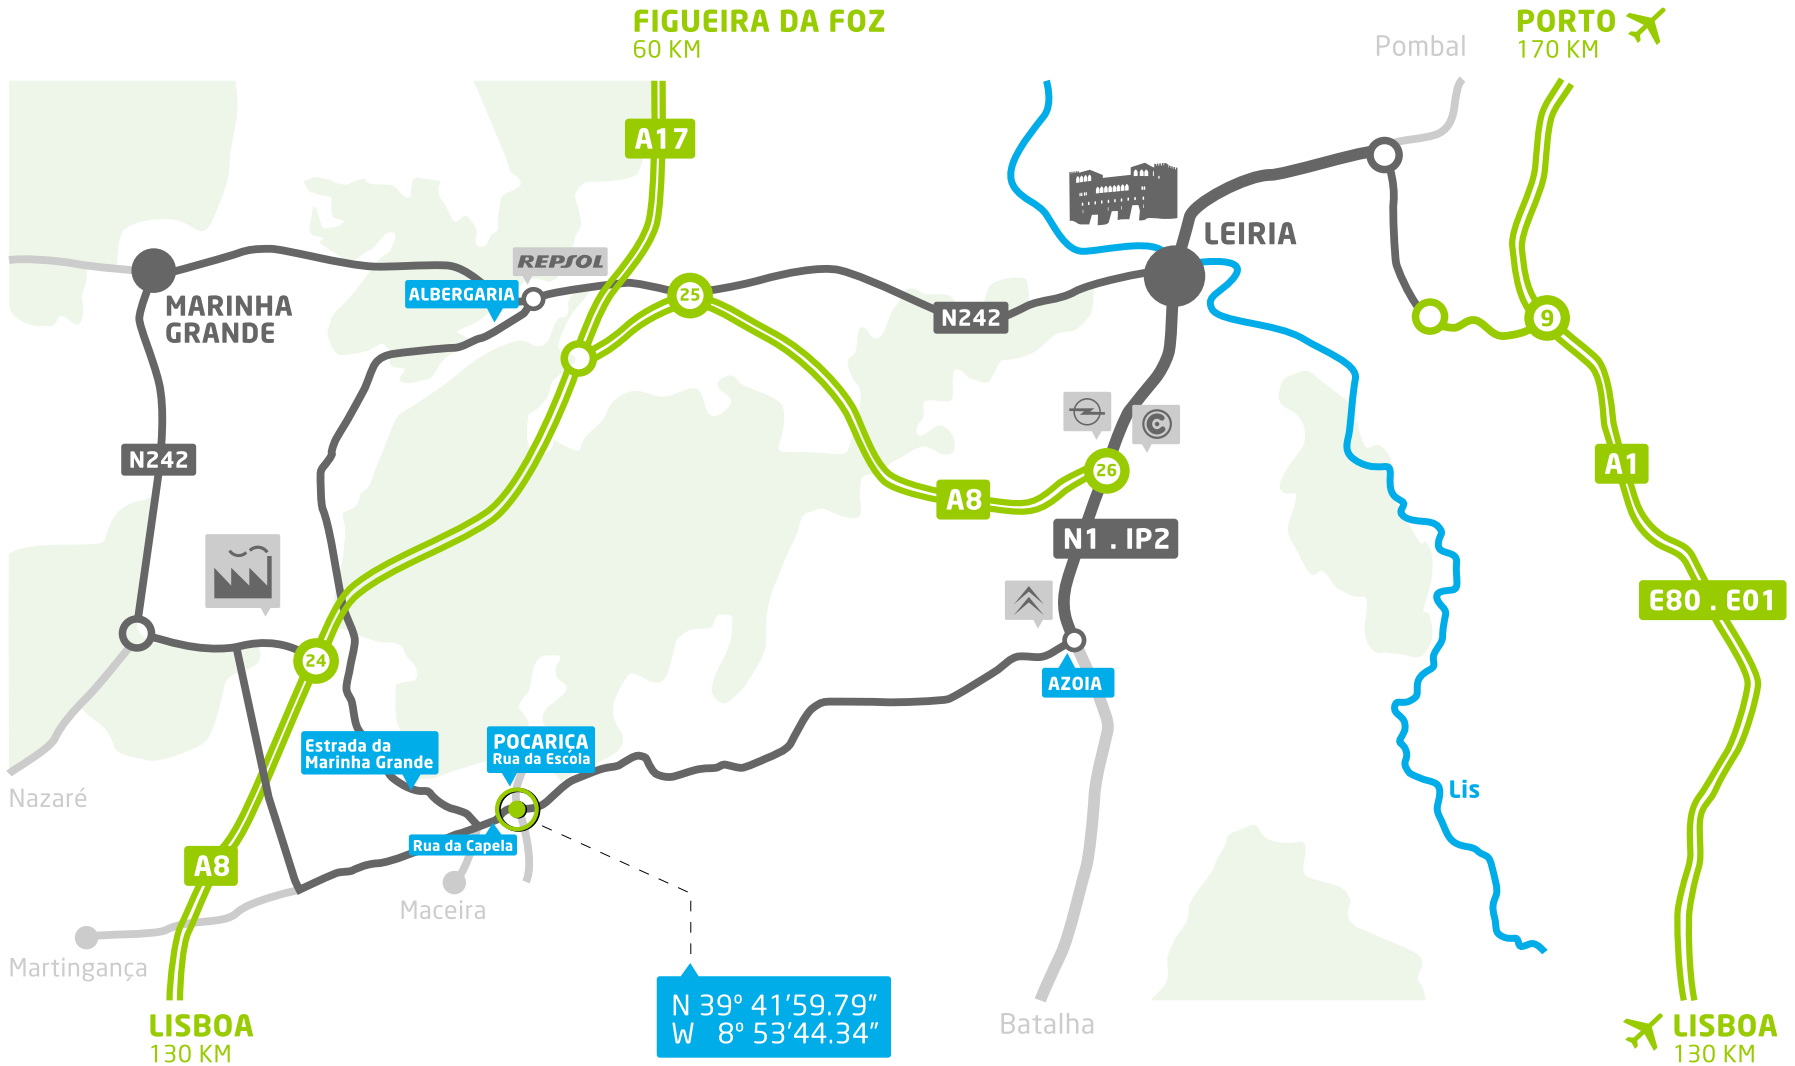 FIGUEIRA DA FOZ
60 KM
PORTO
170 KM
Pombal
A17
LEIRIA
REPSOL
ALBERGARIA
25
MARINHA
GRANDE
N242
9
N242
26
A8
A1
N1 . IP2
E80 . E01
24
AZOIA
POCARIÇA
Rua da Escola
Estrada da
Marinha Grande
Nazaré
Lis
Rua da Capela
A8
Maceira
Martingança
N 39º 41’59.79”
W 8º 53’44.34”
Batalha
LISBOA
130 KM
LISBOA
130 KM